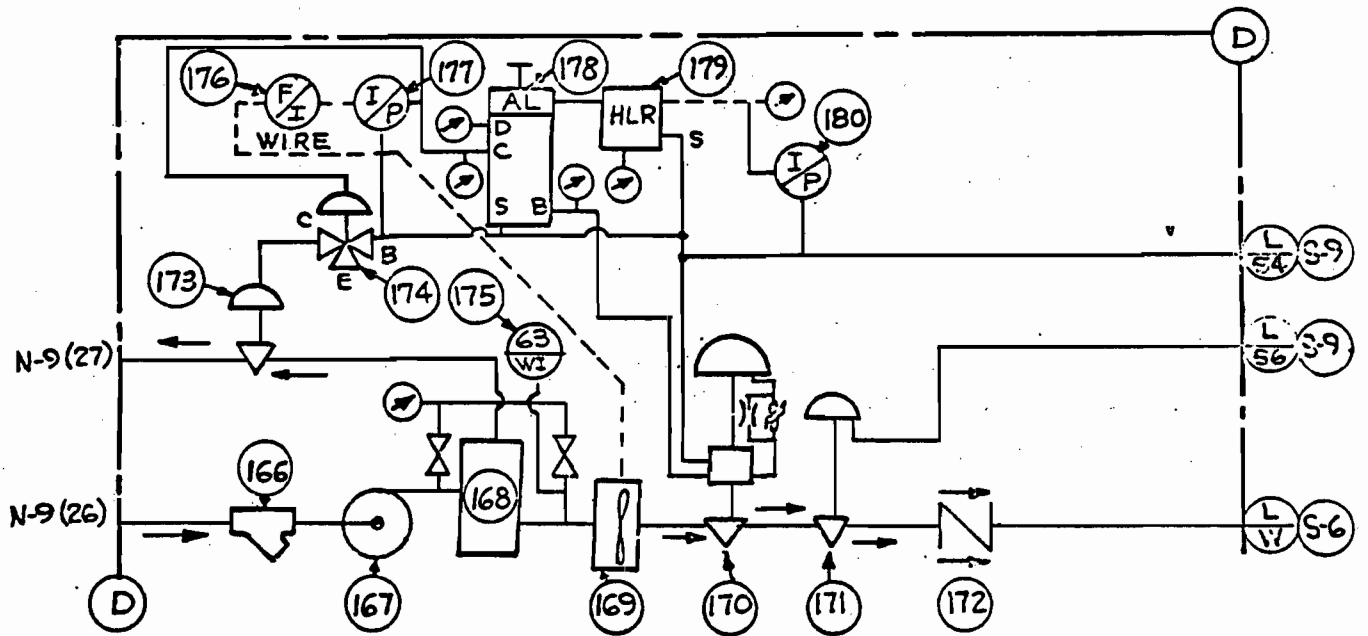 D
176
F/I
I/P
177
178
179
AL
HLR
D
C
S
WIRE
180
I/P
S
B
C
B
E
174
173
175
63
WI
L
54
S-9
L
56
S-9
N-9 (27)
166
168
N-9 (26)
L
W
S-6
D
167
169
170
171
172